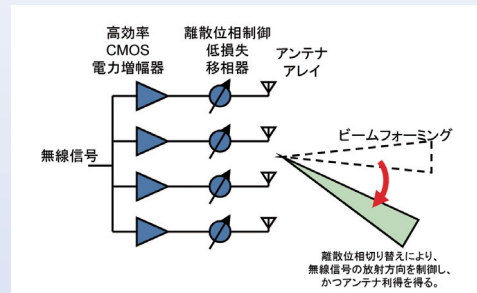 高効率
CMOS
電力増幅器
離散位相制御
低損失
移相器
アンテナ
アレイ
無線信号
ビームフォーミング
離散位相切り替えにより、
無線信号の放射方向を制御し、
かつアンテナ利得を得る。